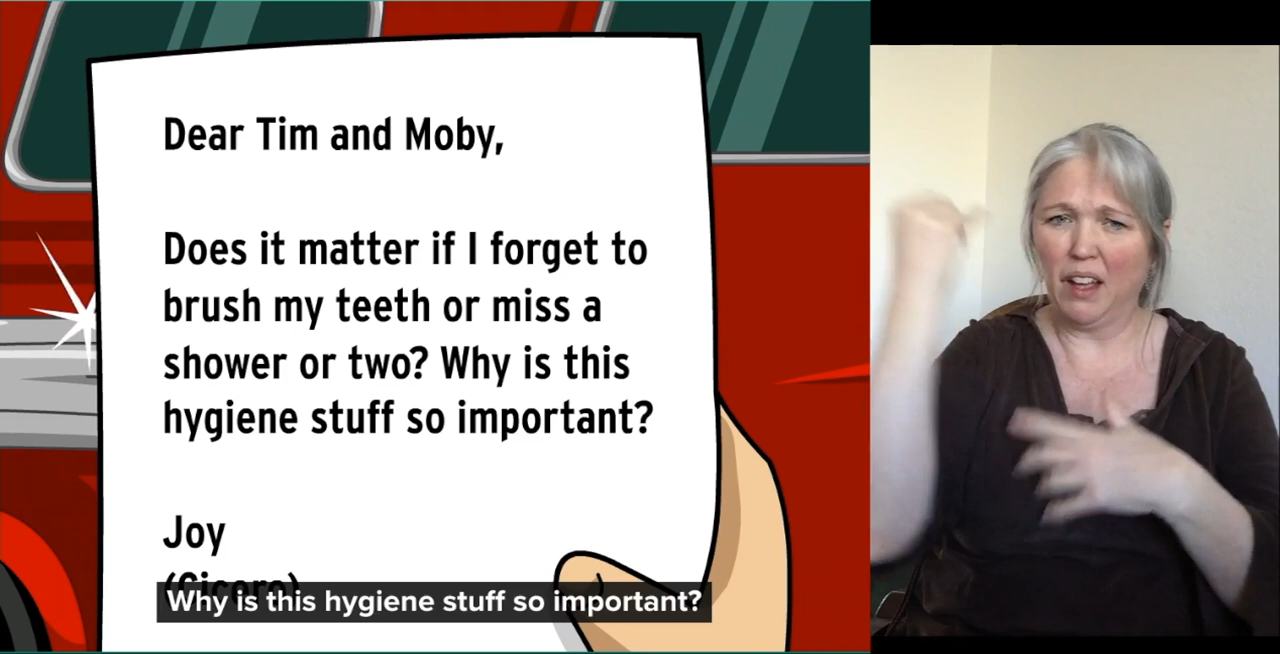 Dear Tim and Moby,
Does it matter if I forget to
brush my teeth or miss a
shower or two? Why is this
hygiene stuff so important?
Joy
(Cicero)
Why is this hygiene stuff so important?